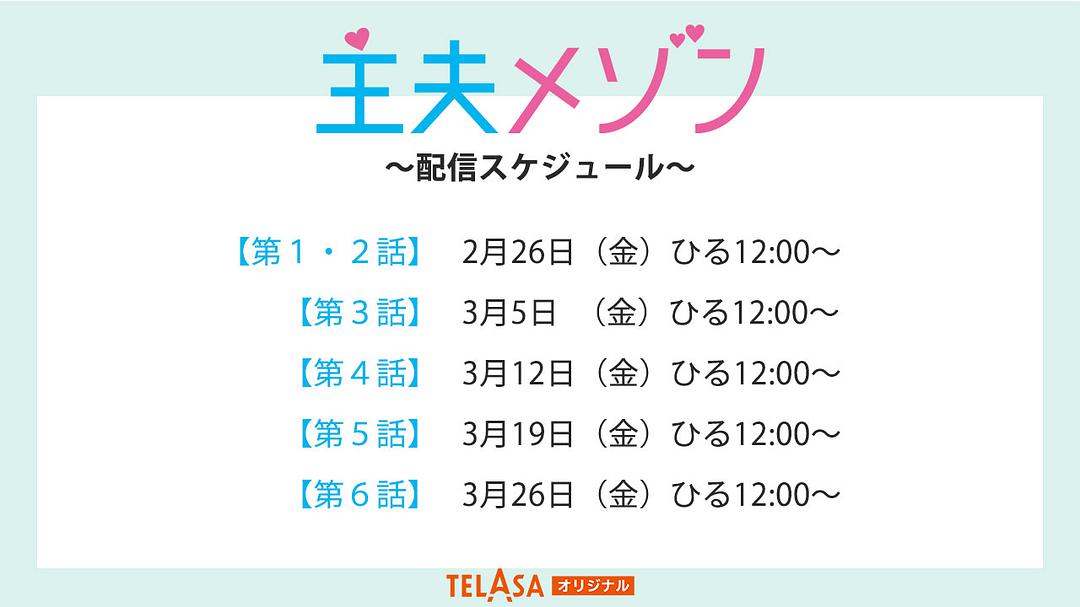 主夫メゾン
～配信スケジュール～
【第１・２話】 2月26日（金）ひる12:00～
【第３話】 3月5日　（金）ひる12:00～
【第４話】 3月12日（金）ひる12:00～
【第５話】 3月19日（金）ひる12:00～
【第６話】 3月26日（金）ひる12:00～
TELASA オリジナル